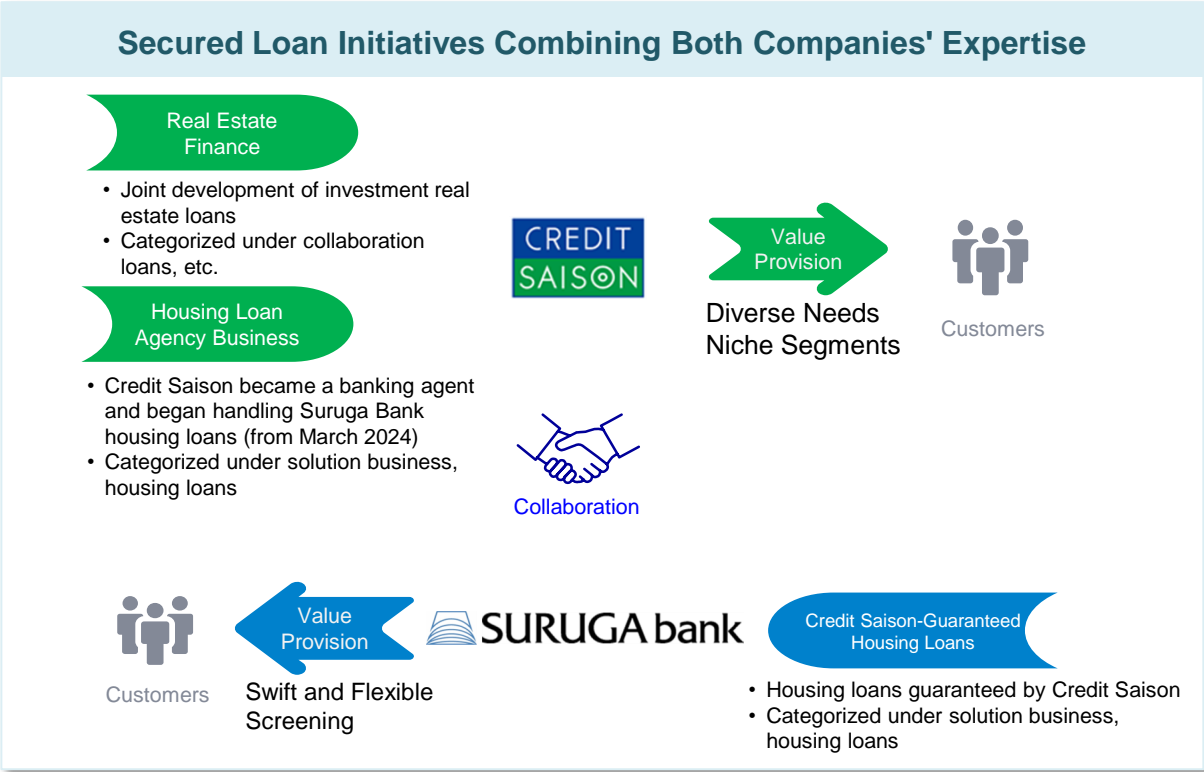 Secured Loan Initiatives Combining Both Companies' Expertise
Real Estate
Finance
• Joint development of investment real
estate loans
• Categorized under collaboration
loans, etc.
Housing Loan
Agency Business
• Credit Saison became a banking agent
and began handling Suruga Bank
housing loans (from March 2024)
• Categorized under solution business,
housing loans
CREDIT
SAISON
Value
Provision
Diverse Needs
Niche Segments
Customers
Collaboration
Customers
Value
Provision
Swift and Flexible
Screening
SURUGA bank
Credit Saison-Guaranteed
Housing Loans
• Housing loans guaranteed by Credit Saison
• Categorized under solution business,
housing loans